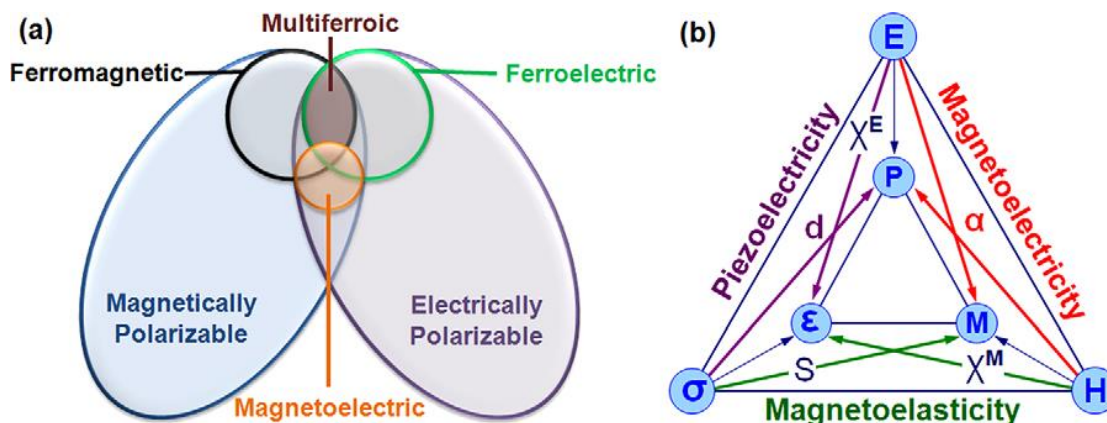 (a)
Multiferroic
Ferromagnetic
Ferroelectric
Magnetically
Polarizable
Electrically
Polarizable
Magnetoelectric
(b)
E
Piezoelectricity
Magnetoelectricity
χᴱ
P
d
α
ε
M
S
χᴹ
σ
H
Magnetoelasticity